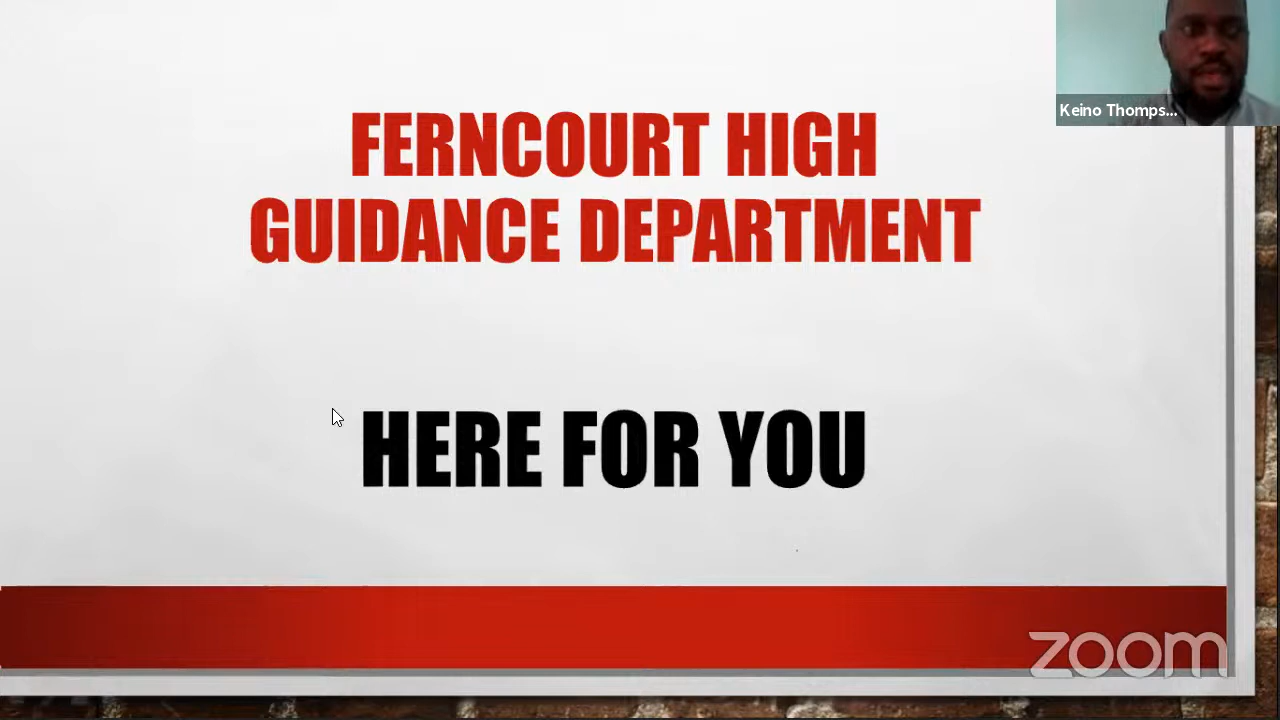 Keino Thomps...
FERNCOURT HIGH
GUIDANCE DEPARTMENT
HERE FOR YOU
zoom